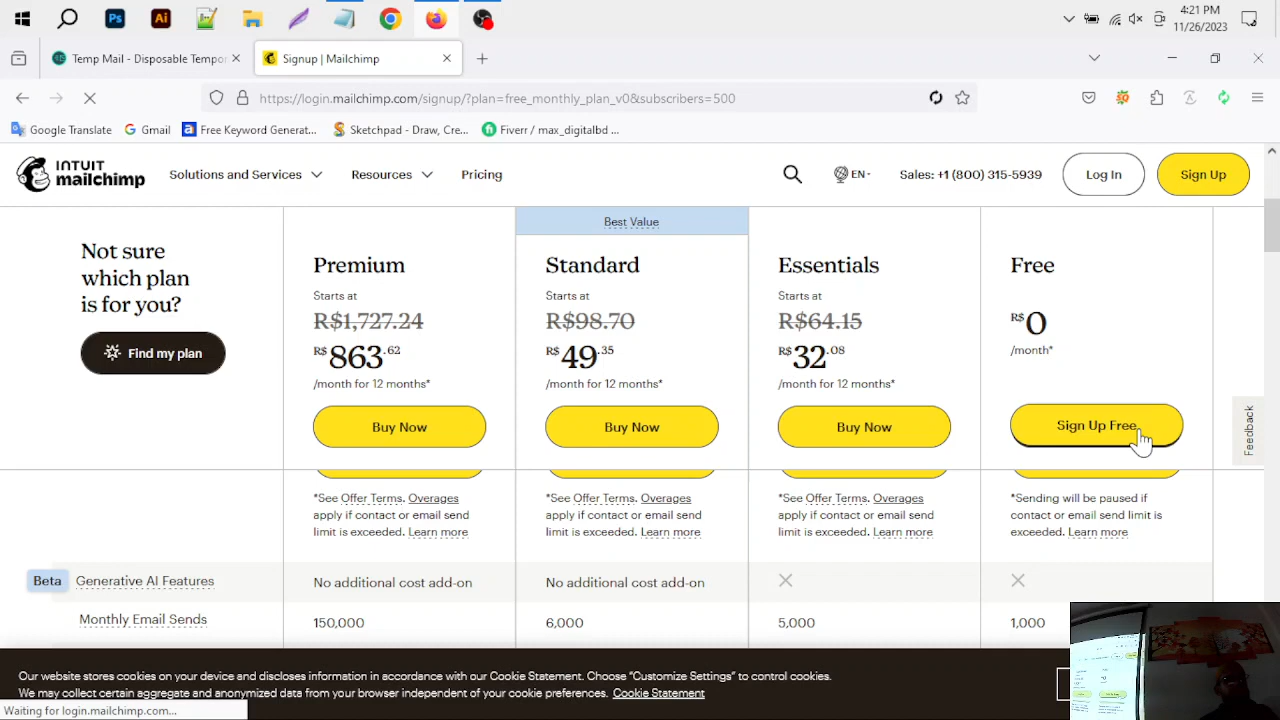 4:21 PM
11/26/2023
Temp Mail - Disposable Tempor
Signup | Mailchimp
https://login.mailchimp.com/signup/?plan=free_monthly_plan_v0&subscribers=500
Google Translate
Gmail
Free Keyword Generat...
Sketchpad - Draw, Cre...
Fiverr / max_digitalbd ...
INTUIT
mailchimp
Solutions and Services
Resources
Pricing
EN
Sales: +1 (800) 315-5939
Log In
Sign Up
Best Value
Not sure
which plan
is for you?
Find my plan
Premium
Starts at
R$1,727.24
R$863.62
/month for 12 months*
Buy Now
Standard
Starts at
R$98.70
R$49.35
/month for 12 months*
Buy Now
Essentials
Starts at
R$64.15
R$32.08
/month for 12 months*
Buy Now
Free
R$0
/month*
Sign Up Free
Feedback
*See Offer Terms. Overages
apply if contact or email send
limit is exceeded. Learn more
*See Offer Terms. Overages
apply if contact or email send
limit is exceeded. Learn more
*See Offer Terms. Overages
apply if contact or email send
limit is exceeded. Learn more
*Sending will be paused if
contact or email send limit is
exceeded. Learn more
Beta Generative AI Features No additional cost add-on No additional cost add-on
Monthly Email Sends 150,000 6,000 5,000 1,000
Our website stores cookies on your device and discloses information in accordance with our Cookie Statement. Choose “Customize Settings” to control cookies.
We may collect certain aggregate and anonymized data from your browser independent of your cookie preferences. Cookie Statement
Waiting for login.mailchimp.com...